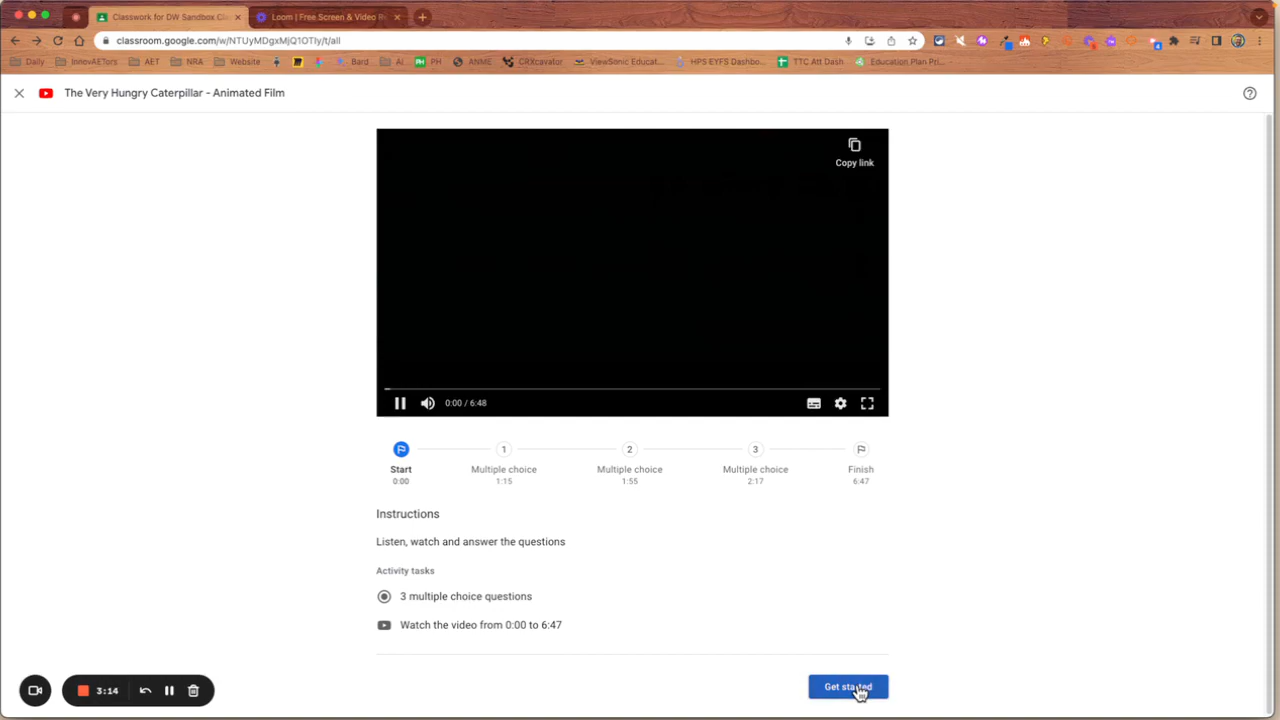 Classwork for DW Sandbox Cl
Loom | Free Screen & Video R
classroom.google.com/w/NTUyMDgxMjQ1OTIy/t/all
Daily InnovAETors AET NRA Website Bard Ai PH ANME CRXcavator ViewSonic Educat... HPS EYFS Dashbo... TTC Att Dash Education Plan Pri...
The Very Hungry Caterpillar - Animated Film
Copy link
0:00 / 6:48
1 2 3
Start Multiple choice Multiple choice Multiple choice Finish
0:00 1:15 1:55 2:17 6:47
Instructions
Listen, watch and answer the questions
Activity tasks
3 multiple choice questions
Watch the video from 0:00 to 6:47
3:14
Get started